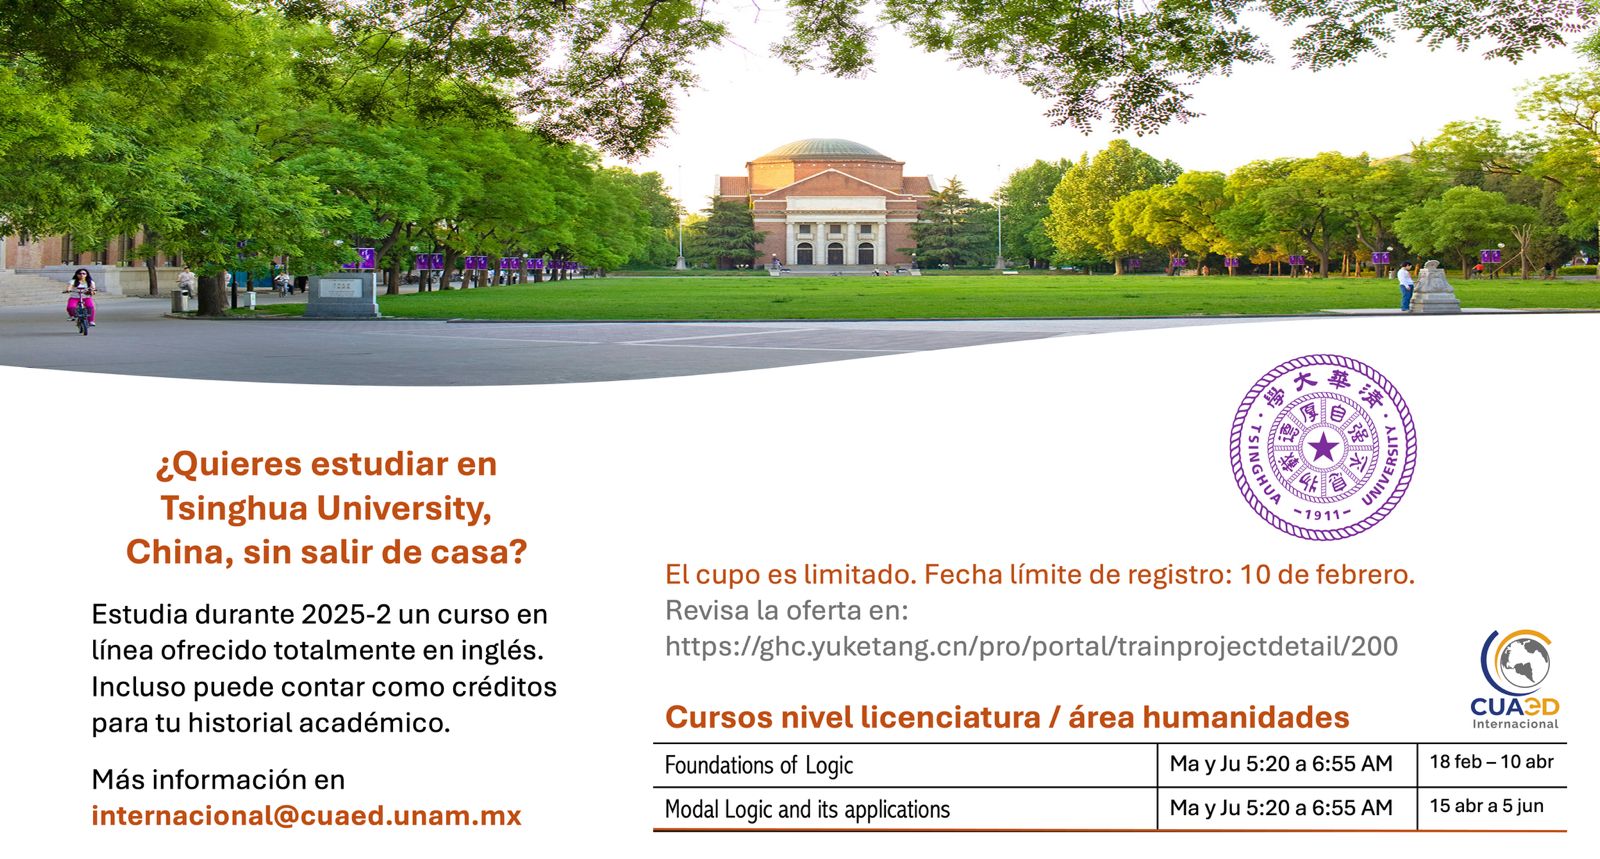 學大華清
TSINGHUA UNIVERSITY
自强不息
厚德載物
–1911–
¿Quieres estudiar en
Tsinghua University,
China, sin salir de casa?
Estudia durante 2025-2 un curso en
línea ofrecido totalmente en inglés.
Incluso puede contar como créditos
para tu historial académico.
Más información en
internacional@cuaed.unam.mx
El cupo es limitado. Fecha límite de registro: 10 de febrero.
Revisa la oferta en:
https://ghc.yuketang.cn/pro/portal/trainprojectdetail/200
CUAED
Internacional
Cursos nivel licenciatura / área humanidades
Foundations of Logic Ma y Ju 5:20 a 6:55 AM 18 feb – 10 abr
Modal Logic and its applications Ma y Ju 5:20 a 6:55 AM 15 abr a 5 jun